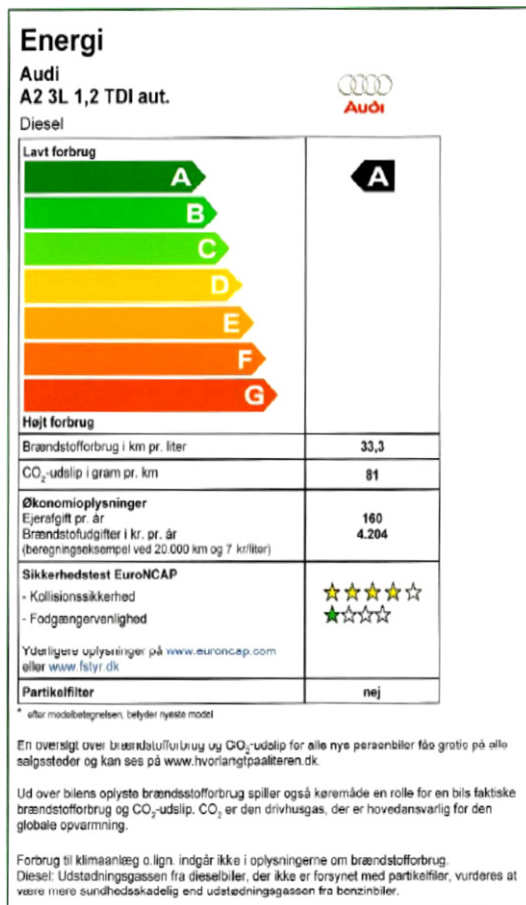 Energi
Audi
A2 3L 1,2 TDI aut.
Audi
Diesel
Lavt forbrug
A
A
B
C
D
E
F
G
Højt forbrug
Brændstofforbrug i km pr. liter 33,3
CO₂-udslip i gram pr. km 81
Økonomioplysninger
Ejerafgift pr. år 160
Brændstofudgifter i kr. pr. år 4.204
(beregningseksempel ved 20.000 km og 7 kr/liter)
Sikkerhedstest EuroNCAP
- Kollisionssikkerhed
- Fodgængervenlighed
Yderligere oplysninger på www.euroncap.com
eller www.fstyr.dk
Partikelfilter nej
* efter modelbetegnelsen, betyder nyeste model
En oversigt over brændstofforbrug og CO₂-udslip for alle nye personbiler fås gratis på alle
salgssteder og kan ses på www.hvorlangtpaaliteren.dk.
Ud over bilens oplyste brændsstofforbrug spiller også køremåde en rolle for en bils faktiske
brændstofforbrug og CO₂-udslip. CO₂ er den drivhusgas, der er hovedansvarlig for den
globale opvarmning.
Forbrug til klimaanlæg o.lign. indgår ikke i oplysningerne om brændstofforbrug.
Diesel: Udstødningsgassen fra dieselbiler, der ikke er forsynet med partikelfilter, vurderes at
være mere sundhedsskadelig end udstødningsgassen fra benzinbiler.